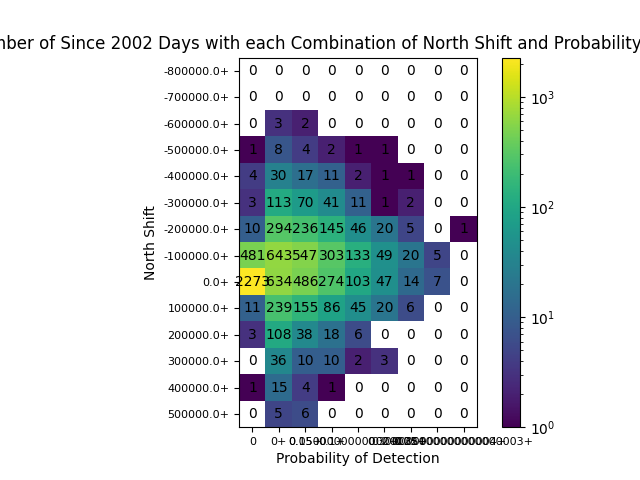 mber of Since 2002 Days with each Combination of North Shift and Probability
-800000.0+ 0 0 0 0 0 0 0 0 0
-700000.0+ 0 0 0 0 0 0 0 0 0
-600000.0+ 0 3 2 0 0 0 0 0 0
-500000.0+ 1 8 4 2 1 1 0 0 0
-400000.0+ 4 30 17 11 2 1 1 0 0
-300000.0+ 3 113 70 41 11 1 2 0 0
-200000.0+ 10 294 236 145 46 20 5 0 1
-100000.0+ 481 643 547 303 133 49 20 5 0
0.0+ 2273 634 486 274 103 47 14 7 0
100000.0+ 11 239 155 86 45 20 6 0 0
200000.0+ 3 108 38 18 6 0 0 0 0
300000.0+ 0 36 10 10 2 3 0 0 0
400000.0+ 1 15 4 1 0 0 0 0 0
500000.0+ 0 5 6 0 0 0 0 0 0
0 0+
Probability of Detection
North Shift
10³
10²
10¹
10⁰